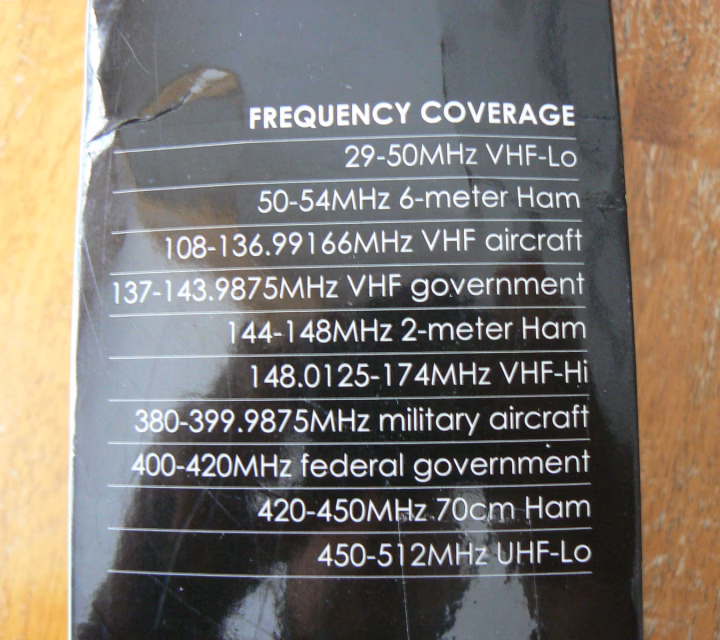 FREQUENCY COVERAGE
29-50MHz VHF-Lo
50-54MHz 6-meter Ham
108-136.99166MHz VHF aircraft
137-143.9875MHz VHF government
144-148MHz 2-meter Ham
148.0125-174MHz VHF-Hi
380-399.9875MHz military aircraft
400-420MHz federal government
420-450MHz 70cm Ham
450-512MHz UHF-Lo